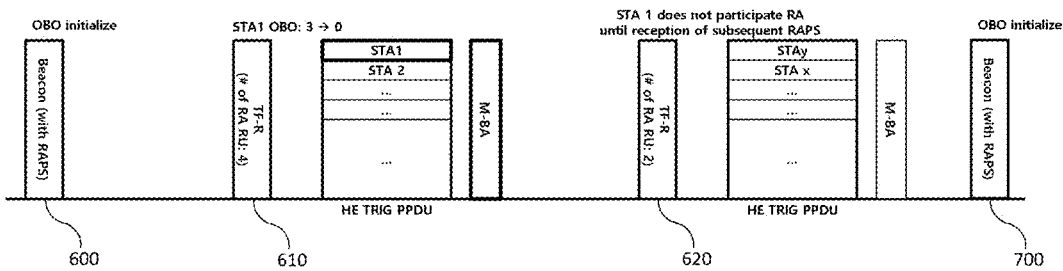 OBO initialize
STA1 OBO: 3 → 0
STA 1 does not participate RA
until reception of subsequent RAPS
OBO initialize
Beacon (with RAPS)
TF-R
(# of RA RU: 4)
STA1
STA 2
...
...
...
M-BA
TF-R
(# of RA RU: 2)
STAy
STA x
...
...
...
M-BA
Beacon (with RAPS)
HE TRIG PPDU
HE TRIG PPDU
600
610
620
700